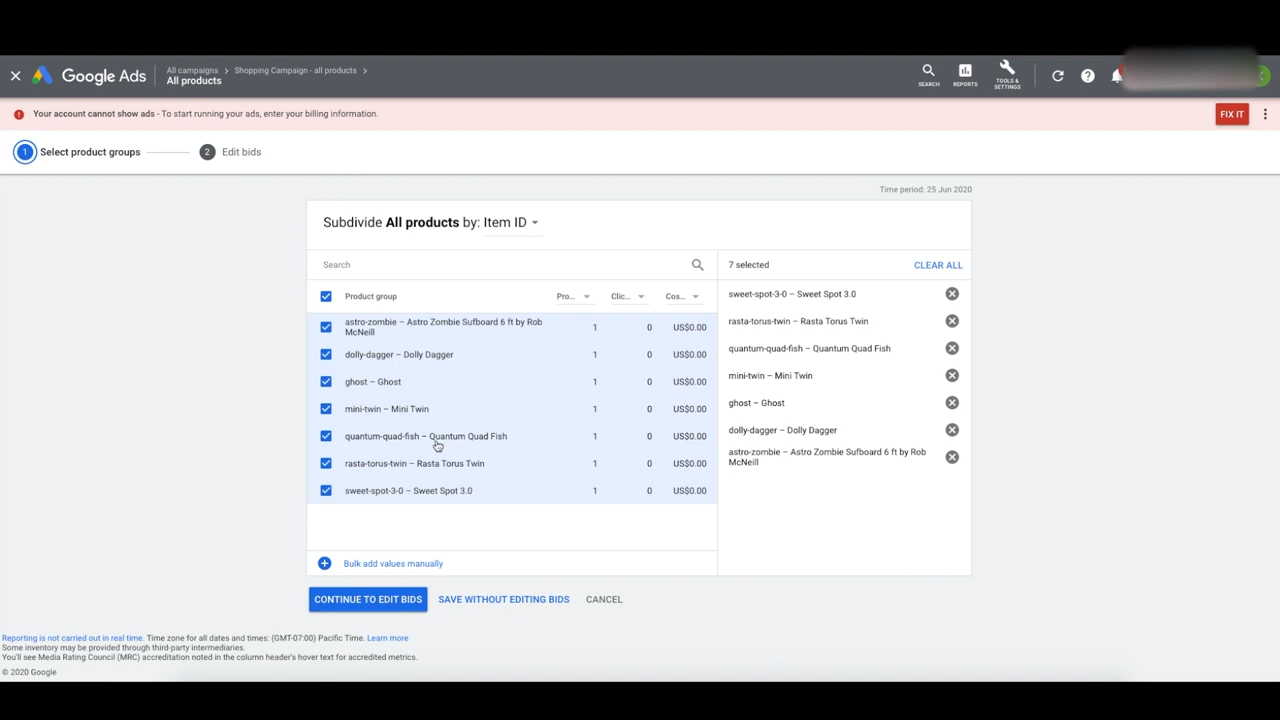 Google Ads
All campaigns > Shopping Campaign - all products >
All products
SEARCH
REPORTS
TOOLS & SETTINGS
Your account cannot show ads - To start running your ads, enter your billing information.
FIX IT
1 Select product groups
2 Edit bids
Time period: 25 Jun 2020
Subdivide All products by: Item ID
Search
7 selected
CLEAR ALL
Product group
Pro...
Clic...
Cos...
astro-zombie – Astro Zombie Sufboard 6 ft by Rob
McNeill
1 0 US$0.00
dolly-dagger – Dolly Dagger 1 0 US$0.00
ghost – Ghost 1 0 US$0.00
mini-twin – Mini Twin 1 0 US$0.00
quantum-quad-fish – Quantum Quad Fish 1 0 US$0.00
rasta-torus-twin – Rasta Torus Twin 1 0 US$0.00
sweet-spot-3-0 – Sweet Spot 3.0 1 0 US$0.00
sweet-spot-3-0 – Sweet Spot 3.0
rasta-torus-twin – Rasta Torus Twin
quantum-quad-fish – Quantum Quad Fish
mini-twin – Mini Twin
ghost – Ghost
dolly-dagger – Dolly Dagger
astro-zombie – Astro Zombie Sufboard 6 ft by Rob
McNeill
Bulk add values manually
CONTINUE TO EDIT BIDS
SAVE WITHOUT EDITING BIDS
CANCEL
Reporting is not carried out in real time. Time zone for all dates and times: (GMT-07:00) Pacific Time. Learn more
Some inventory may be provided through third-party intermediaries.
You'll see Media Rating Council (MRC) accreditation noted in the column header's hover text for accredited metrics.
© 2020 Google